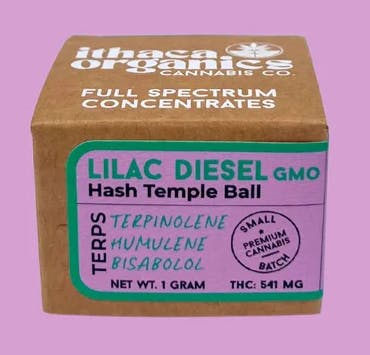 ithaca
organics
CANNABIS CO.
FULL SPECTRUM
CONCENTRATES
LILAC DIESEL GMO
Hash Temple Ball
TERPS
TERPINOLENE
HUMULENE
BISABOLOL
SMALL
PREMIUM
CANNABIS
BATCH
NET WT. 1 GRAM
THC: 541 MG